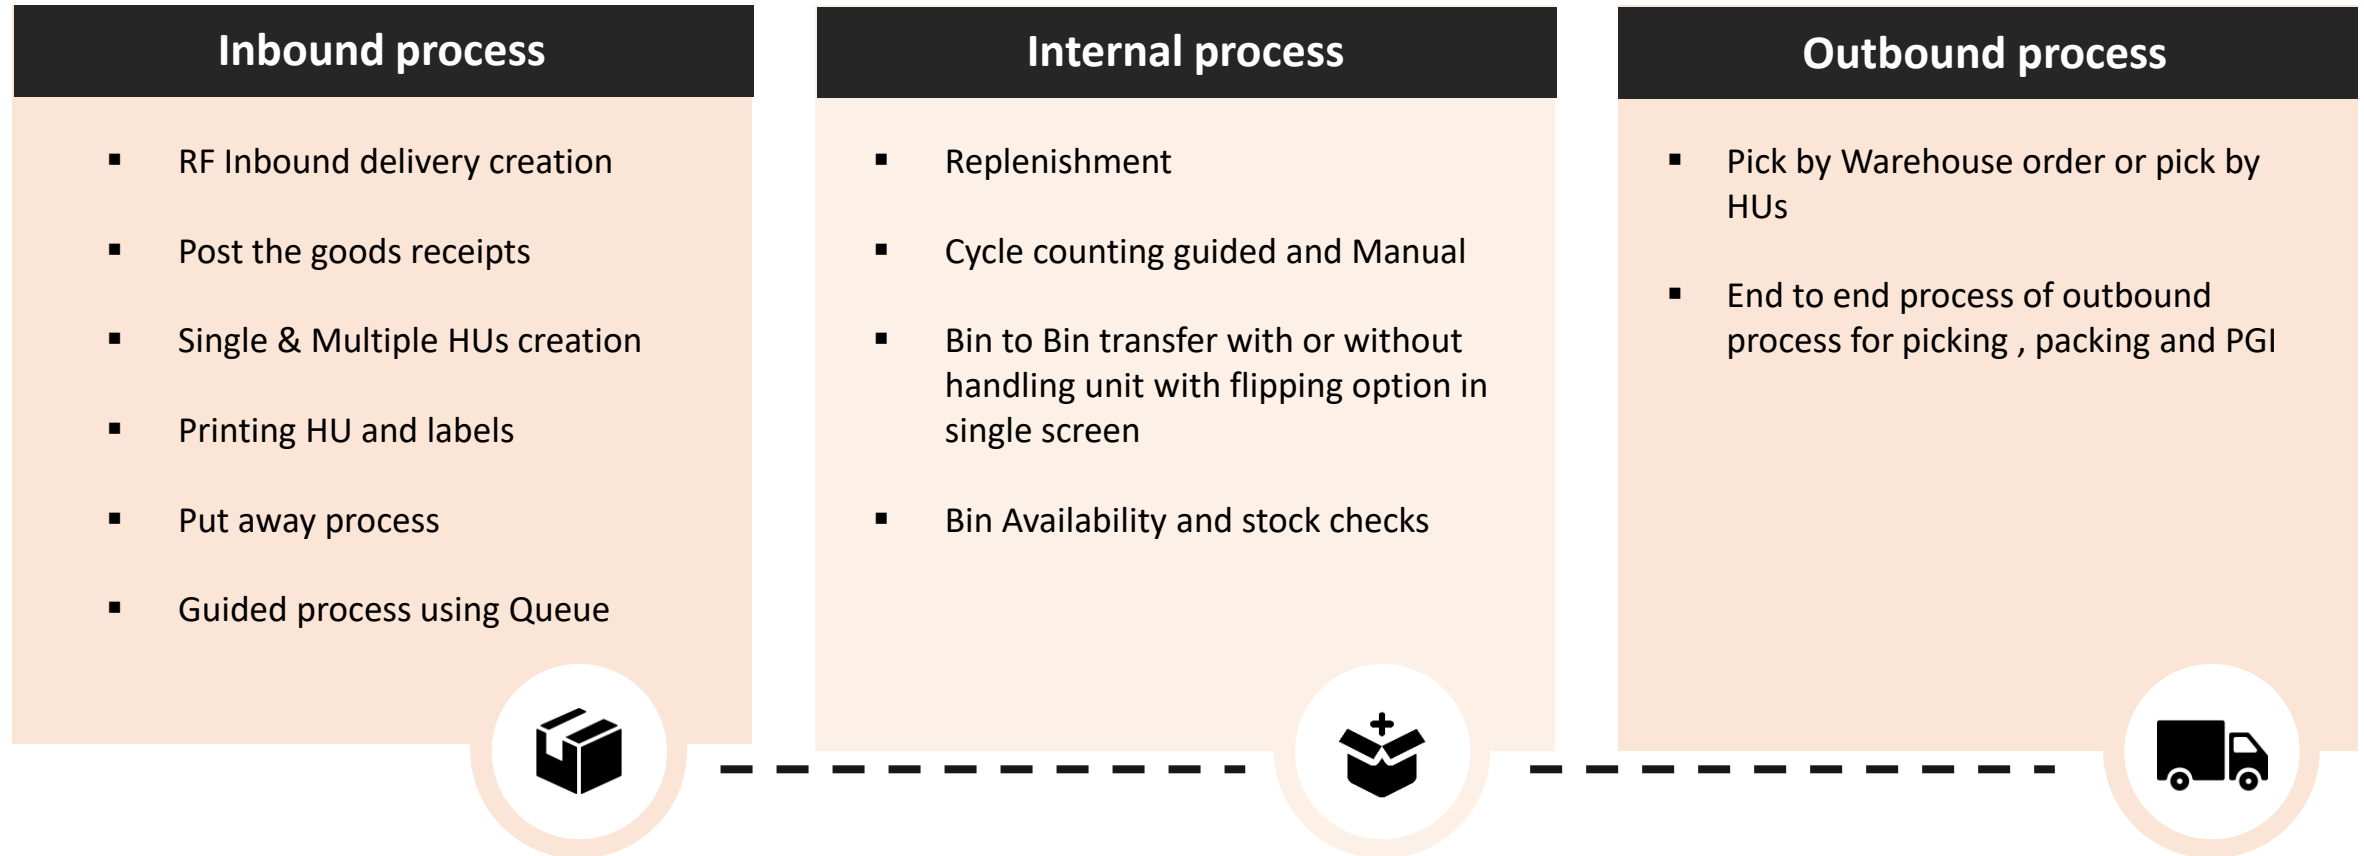 Inbound process
▪ RF Inbound delivery creation
▪ Post the goods receipts
▪ Single & Multiple HUs creation
▪ Printing HU and labels
▪ Put away process
▪ Guided process using Queue
Internal process
▪ Replenishment
▪ Cycle counting guided and Manual
▪ Bin to Bin transfer with or without
handling unit with flipping option in
single screen
▪ Bin Availability and stock checks
Outbound process
▪ Pick by Warehouse order or pick by
HUs
▪ End to end process of outbound
process for picking , packing and PGI